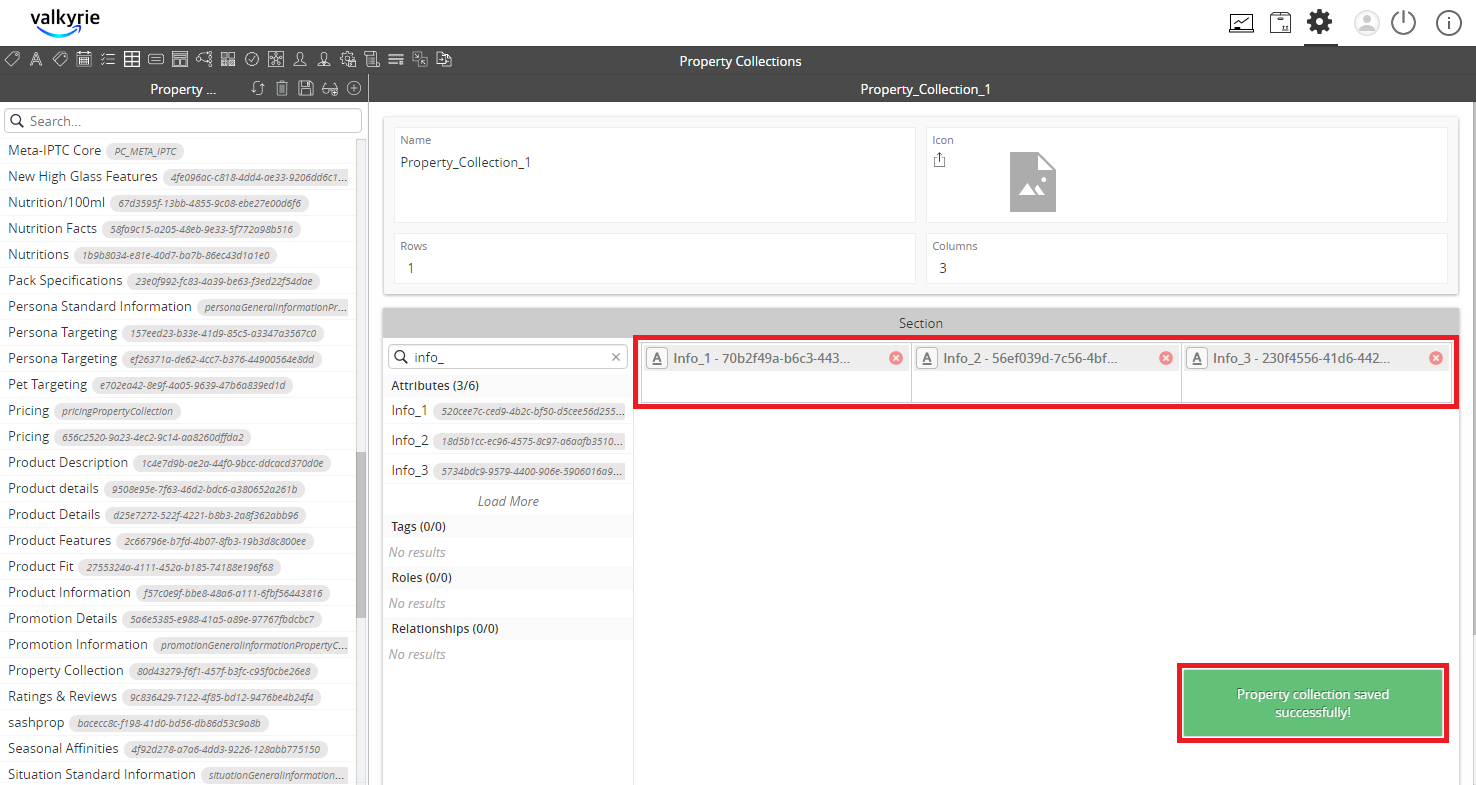 valkyrie
Property Collections
Property ...
Property_Collection_1
Search...
Meta-IPTC Core PC_META_IPTC
New High Glass Features 4fe096ac-c818-4dd4-ae33-9206dd6c1...
Nutrition/100ml 67d3595f-13bb-4855-9c08-ebe27e00d6f6
Nutrition Facts 58fa9c15-a205-48eb-9e33-5f772a98b516
Nutritions 1b9b8034-e81e-40d7-ba7b-86ec43d1a1e0
Pack Specifications 23e0f992-fc83-4a39-be63-f3ed22f54dae
Persona Standard Information personaGeneralInformationPr...
Persona Targeting 157eed23-b33e-41d9-85c5-a3347a3567c0
Persona Targeting ef26371a-de62-4cc7-b376-44900564e8dd
Pet Targeting e702ea42-8e9f-4a05-9639-47b6a839ed1d
Pricing pricingPropertyCollection
Pricing 656c2520-9a23-4ec2-9c14-aa8260dffda2
Product Description 1c4e7d9b-ae2a-44f0-9bcc-ddcacd370d0e
Product details 9508e95e-7f63-46d2-bdc6-a380652a261b
Product Details d25e7272-522f-4221-b8b3-2a8f362abb96
Product Features 2c66796e-b7fd-4b07-8fb3-19b3d8c800ee
Product Fit 2755324a-4111-452a-b185-74188e196f68
Product Information f57c0e9f-bbe8-48a6-a111-6fbf56443816
Promotion Details 5a6e5385-e988-41a5-a89e-97767fbdcbc7
Promotion Information promotionGeneralInformationPropertyC...
Property Collection 80d43279-f6f1-457f-b3fc-c95f0cbe26e8
Ratings & Reviews 9c836429-7122-4f85-bd12-9476be4b24f4
sashprop bacecc8c-f198-41d0-bd56-db86d53c9a8b
Seasonal Affinities 4f92d278-a7a6-4dd3-9226-128abb775150
Situation Standard Information situationGeneralInformation...
Name
Property_Collection_1
Icon
Rows
1
Columns
3
Section
info_
Attributes (3/6)
Info_1 520cee7c-ced9-4b2c-bf50-d5cee56d255...
Info_2 18d5b1cc-ec96-4575-8c97-a6aafb3510...
Info_3 5734bdc9-9579-4400-906e-5906016a9...
Load More
Tags (0/0)
No results
Roles (0/0)
No results
Relationships (0/0)
No results
A Info_1 - 70b2f49a-b6c3-443...
A Info_2 - 56ef039d-7c56-4bf...
A Info_3 - 230f4556-41d6-442...
Property collection saved
successfully!